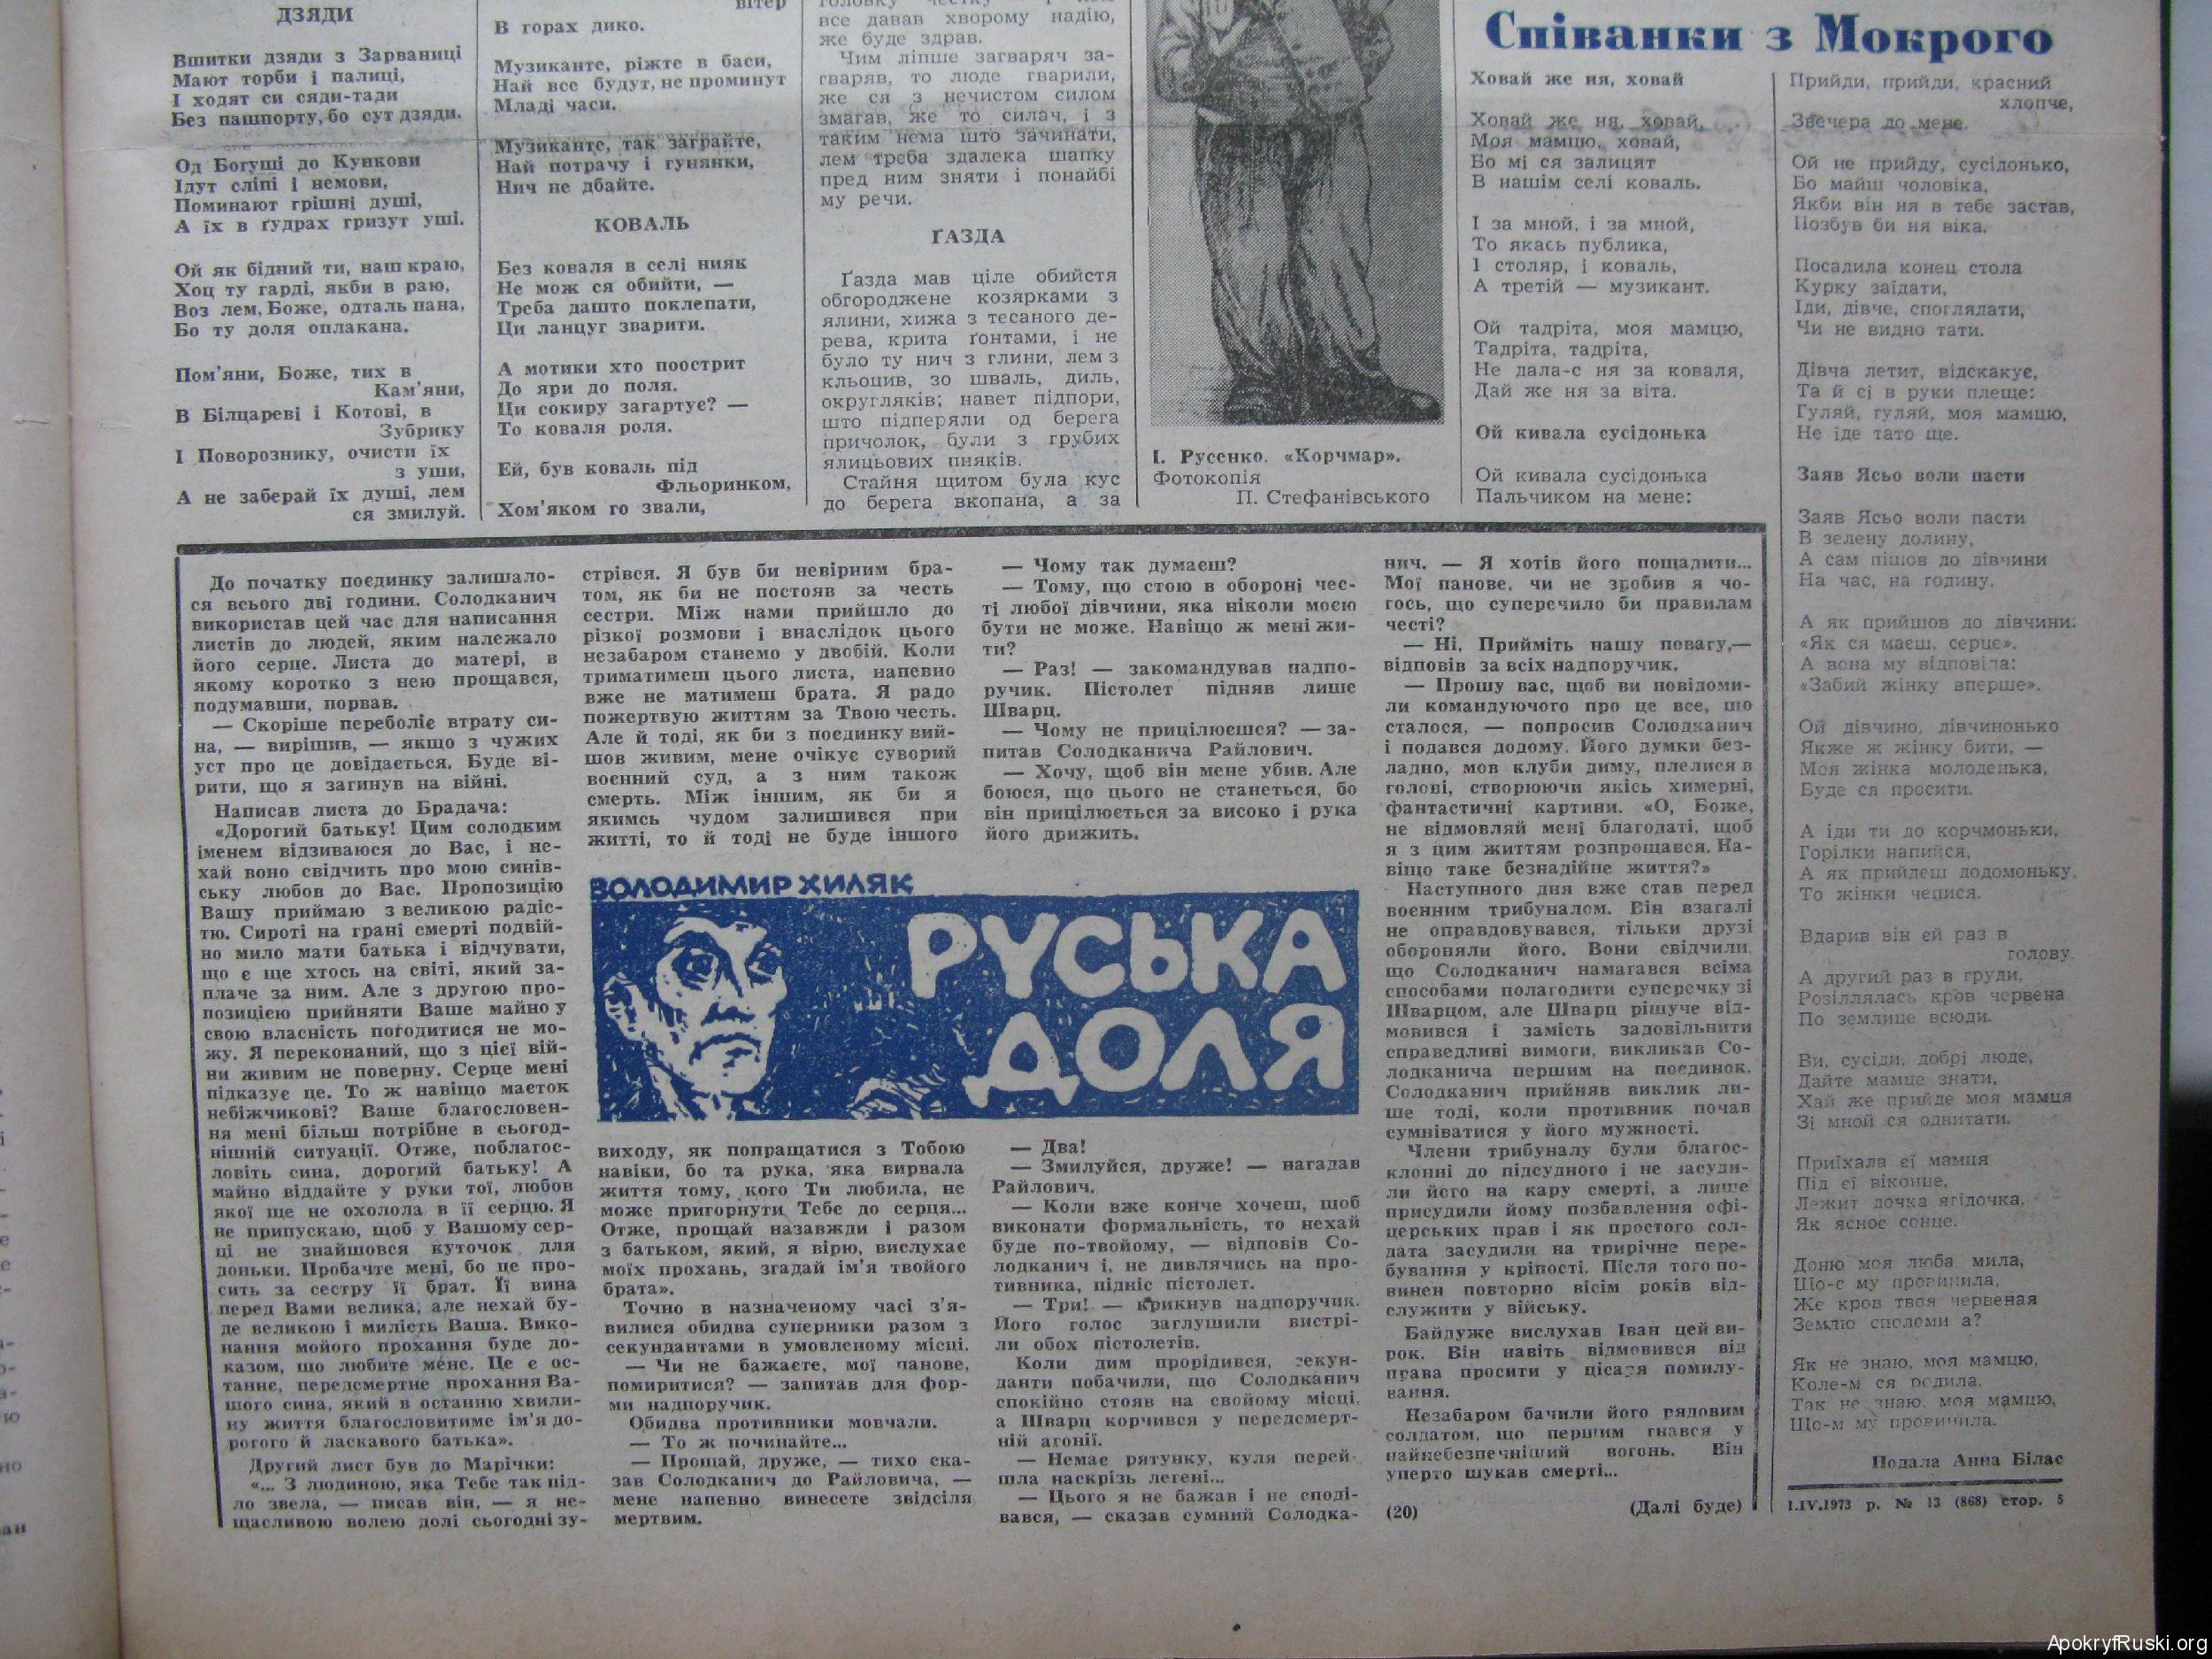 ДЗЯДИ
Вшитки дзяди з Зарваниці
Мают торби і палиці,
І ходят си сяди-тади
Без пашпорту, бо сут дзяди.
Од Богуші до Кункови
Ідут сліпі і немови,
Поминают грішні душі,
А їх в ґудрах гризут уші.
Ой як бідний ти, наш краю,
Хоц ту гарді, якби в раю,
Воз лем, Боже, одталь пана,
Бо ту доля оплакана.
Пом'яни, Боже, тих в
Кам'яни,
В Білцареві і Котові, в
Зубрику
І Поворознику, очисти їх
з уши,
А не заберай їх душі, лем
ся змилуй.
вітер
В горах дико.
Музиканте, ріжте в баси,
Най все будут, не проминут
Младі часи.
Музиканте, так заграйте,
Най потрачу і гунянки,
Нич не дбайте.
КОВАЛЬ
Без коваля в селі нияк
Не мож ся обийти, —
Треба дашто поклепати,
Ци ланцуг зварити.
А мотики хто поострит
До яри до поля.
Ци сокиру загартує? —
То коваля роля.
Ей, був коваль під
Фльоринком,
Хом'яком го звали,
все давав хворому надію,
же буде здрав.
Чим ліпше загваряч за-
гваряв, то люде гварили,
же ся з нечистом силом
змагав, же то силач, і з
таким нема што зачинати,
лем треба здалека шапку
пред ним зняти і понайбі
му речи.
ҐАЗДА
Ґазда мав ціле обийстя
обгороджене козярками з
ялини, хижа з тесаного де-
рева, крита ґонтами, і не
було ту нич з глини, лем з
кльоцив, зо шваль, диль,
округляків; навет підпори,
што підперяли од берега
причолок, були з грубих
ялицьових пняків.
Стайня щитом була кус
до берега вкопана, а за
І. Русенко. «Корчмар».
Фотокопія
П. Стефанівського
Співанки з Мокрого
Ховай же ня, ховай
Ховай же ня, ховай,
Моя мамцю, ховай,
Бо мі ся залицят
В нашім селі коваль.
І за мной, і за мной,
То якась публика,
І столяр, і коваль,
А третій — музикант.
Ой тадріта, моя мамцю,
Тадріта, тадріта,
Не дала-с ня за коваля,
Дай же ня за віта.
Ой кивала сусідонька
Ой кивала сусідонька
Пальчиком на мене:
Прийди, прийди, красний
хлопче,
Звечера до мене.
Ой не прийду, сусідонько,
Бо майш чоловіка,
Якби він ня в тебе застав,
Позбув би ня віка.
Посадила конец стола
Курку заїдати,
Іди, дівче, споглядати,
Чи не видно тати.
Дівча летит, відскакує,
Та й сі в руки плеще:
Гуляй, гуляй, моя мамцю,
Не їде тато ще.
Заяв Ясьо воли пасти
Заяв Ясьо воли пасти
В зелену долину,
А сам пішов до дівчини
На час, на годину.
А як прийшов до дівчини:
«Як ся маєш, серце».
А вона му відповіла:
«Забий жінку вперше».
Ой дівчино, дівчинонько
Якже ж жінку бити, —
Моя жінка молоденька,
Буде ся просити.
А іди ти до корчмоньки,
Горілки напийся,
А як прийдеш додомоньку,
То жінки чепися.
Вдарив він єй раз в
голову.
А другий раз в груди,
Розіллялась кров червена
По землице всюди.
Ви, сусіди, добрі люде,
Дайте мамце знати,
Хай же прийде моя мамця
Зі мной ся одвитати.
Приїхала єї мамця
Під єї віконце,
Лежит дочка ягідочка,
Як ясноє сонце.
Доню моя люба мила,
Що-с му провинила,
Же кров твоя червеная
Землю споломи а?
Як не знаю, моя мамцю,
Коле-м ся родила,
Так не знаю, моя мамцю,
Що-м му провинила.
Подала Анна Білас
1.IV.1973 р. № 13 (868) стор. 5
До початку поєдинку залишало-
ся всього дві години. Солодканич
використав цей час для написання
листів до людей, яким належало
його серце. Листа до матері, в
якому коротко з нею прощався,
подумавши, порвав.
— Скоріше переболіє втрату си-
на, — вирішив, — якщо з чужих
уст про це довідається. Буде ві-
рити, що я загинув на війні.
Написав листа до Брадача:
«Дорогий батьку! Цим солодким
іменем відзиваюся до Вас, і не-
хай воно свідчить про мою синів-
ську любов до Вас. Пропозицію
Вашу приймаю з великою радіс-
тю. Сироті на грані смерті подвій-
но мило мати батька і відчувати,
що є ще хтось на світі, який за-
плаче за ним. Але з другою про-
позицією прийняти Ваше майно у
свою власність погодитися не мо-
жу. Я переконаний, що з цієї вій-
ни живим не поверну. Серце мені
підказує це. То ж навіщо маєток
небіжчикові? Ваше благословен-
ня мені більш потрібне в сьогод-
нішній ситуації. Отже, поблагос-
ловіть сина, дорогий батьку! А
майно віддайте у руки тої, любов
якої ще не охолола в її серцю. Я
не припускаю, щоб у Вашому сер-
ці не знайшовся куточок для
доньки. Пробачте мені, бо це про-
сить за сестру її брат. Її вина
перед Вами велика, але нехай бу-
де великою і милість Ваша. Вико-
нання мойого прохання буде до-
казом, що любите мене. Це є ос-
таннє, передсмертне прохання Ва-
шого сина, який в останню хвили-
ну життя благословитиме ім'я до-
рогого й ласкавого батька».
Другий лист був до Марічки:
«... З людиною, яка Тебе так під-
ло звела, — писав він, — я не-
щасливою волею долі сьогодні зу-
стрівся. Я був би невірним бра-
том, як би не постояв за честь
сестри. Між нами прийшло до
різкої розмови і внаслідок цього
незабаром станемо у двобій. Коли
триматимеш цього листа, напевно
вже не матимеш брата. Я радо
пожертвую життям за Твою честь.
Але й тоді, як би з поєдинку вий-
шов живим, мене очікує суворий
воєнний суд, а з ним також
смерть. Між іншим, як би я
якимсь чудом залишився при
житті, то й тоді не буде іншого
ВОЛОДИМИР ХИЛЯК
РУСЬКА
ДОЛЯ
виходу, як попращатися з Тобою
навіки, бо та рука, яка вирвала
життя тому, кого Ти любила, не
може пригорнути Тебе до серця...
Отже, прощай назавжди і разом
з батьком, який, я вірю, вислухає
моїх прохань, згадай ім'я твойого
брата».
Точно в назначеному часі з'я-
вилися обидва суперники разом з
секундантами в умовленому місці.
— Чи не бажаєте, мої панове,
помиритися? — запитав для фор-
ми надпоручик.
Обидва противники мовчали.
— То ж починайте...
— Прощай, друже, — тихо ска-
зав Солодканич до Райловича, —
мене напевно винесете звідсіля
мертвим.
— Чому так думаєш?
— Тому, що стою в обороні чес-
ті любої дівчини, яка ніколи моєю
бути не може. Навіщо ж мені жи-
ти?
— Раз! — закомандував надпо-
ручик. Пістолет підняв лише
Шварц.
— Чому не прицілюєшся? — за-
питав Солодканича Райлович.
— Хочу, щоб він мене убив. Але
боюся, що цього не станеться, бо
він прицілюється за високо і рука
його дрижить.
— Два!
— Змилуйся, друже! — нагадав
Райлович.
— Коли вже конче хочеш, щоб
виконати формальність, то нехай
буде по-твойому, — відповів Со-
лодканич і, не дивлячись на про-
тивника, підніс пістолет.
— Три! — крикнув надпоручик.
Його голос заглушили вистрі-
ли обох пістолетів.
Коли дим прорідився, секун-
данти побачили, що Солодканич
спокійно стояв на свойому місці,
а Шварц корчився у передсмерт-
ній агонії.
— Немає рятунку, куля перей-
шла наскрізь легені...
— Цього я не бажав і не споді-
вався, — сказав сумний Солодка-
нич. — Я хотів його пощадити...
Мої панове, чи не зробив я чо-
гось, що суперечило би правилам
честі?
— Ні. Прийміть нашу повагу,—
відповів за всіх надпоручик.
— Прошу вас, щоб ви повідоми-
ли командуючого про це все, що
сталося, — попросив Солодканич
і подався додому. Його думки без-
ладно, мов клуби диму, плелися в
голові, створюючи якісь химерні,
фантастичні картини. «О, Боже,
не відмовляй мені благодаті, щоб
я з цим життям розпрощався. На-
віщо таке безнадійне життя?»
Наступного дня вже став перед
воєнним трибуналом. Він взагалі
не оправдовувався, тільки друзі
обороняли його. Вони свідчили,
що Солодканич намагався всіма
способами полагодити суперечку зі
Шварцом, але Шварц рішуче від-
мовився і замість задовільнити
справедливі вимоги, викликав Со-
лодканича першим на поєдинок.
Солодканич прийняв виклик ли-
ше тоді, коли противник почав
сумніватися у його мужності.
Члени трибуналу були благос-
клонні до підсудного і не засуди-
ли його на кару смерті, а лише
присудили йому позбавлення офі-
церських прав і як простого сол-
дата засудили на трирічне пере-
бування у кріпості. Після того по-
винен повторно вісім років від-
служити у війську.
Байдуже вислухав Іван цей ви-
рок. Він навіть відмовився від
права просити у цісаря помилу-
вання.
Незабаром бачили його рядовим
солдатом, що першим гнався у
найнебезпечніший вогонь. Він
уперто шукав смерті...
(20)
(Далі буде)
ApokryfRuski.org